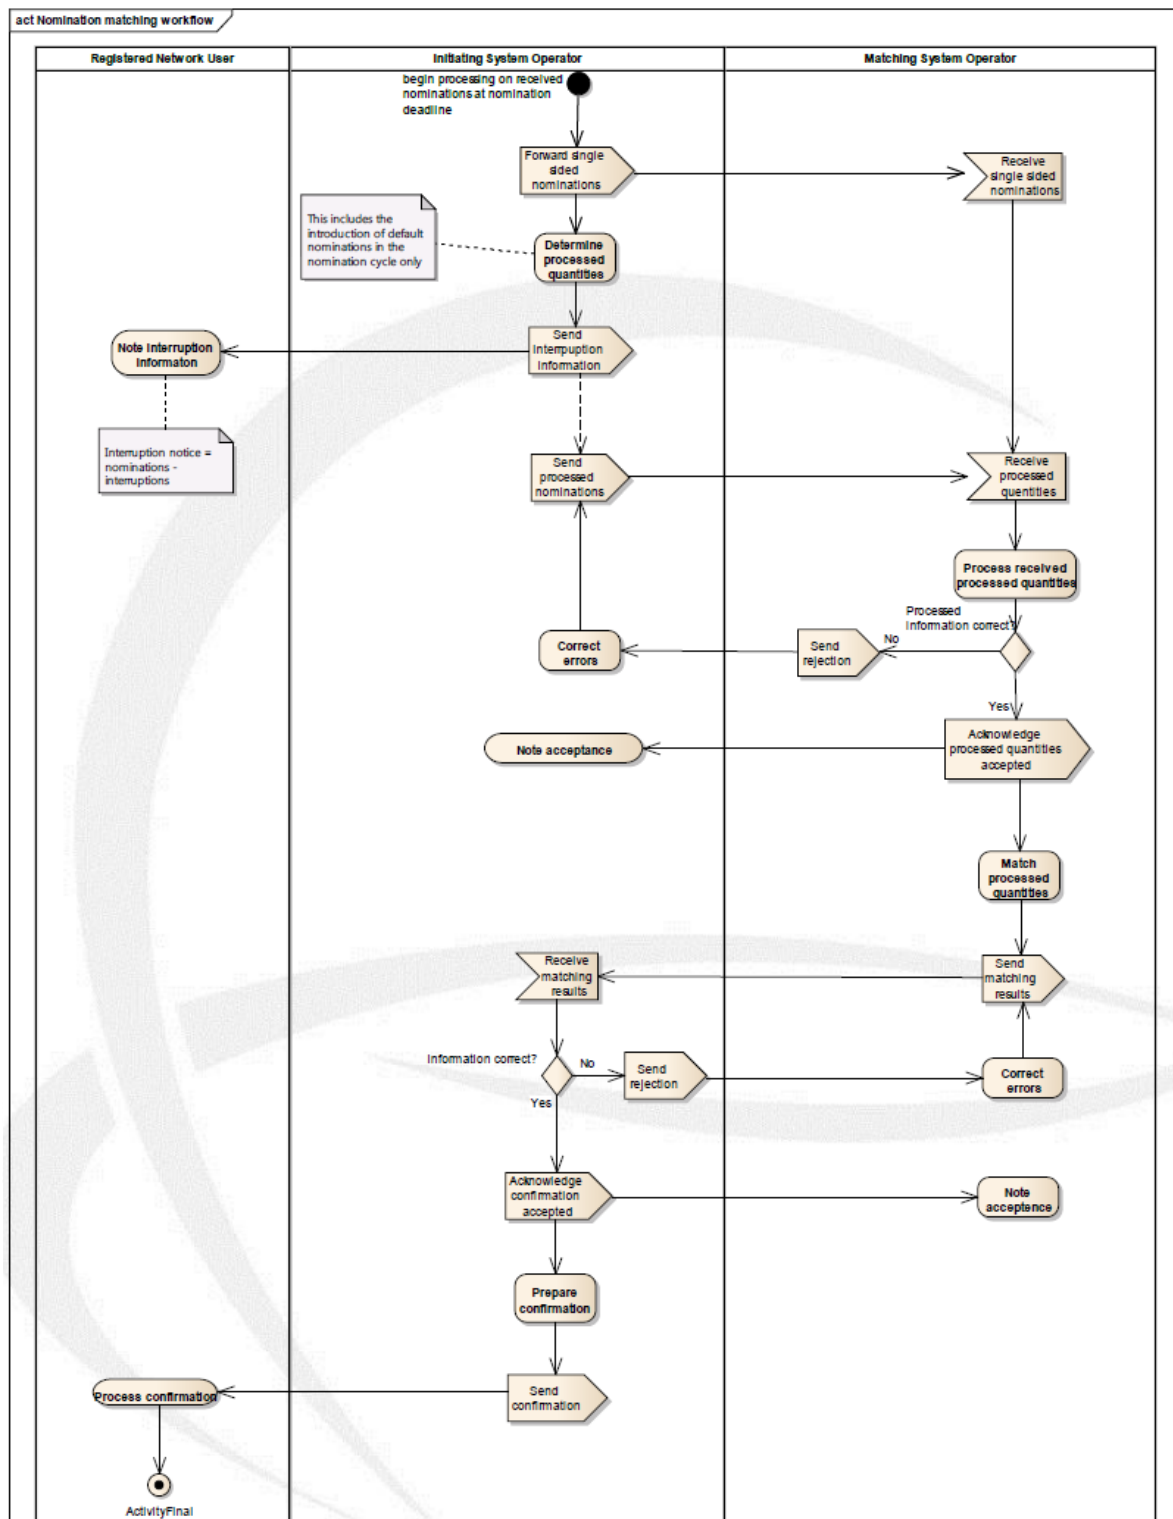 act Nomination matching workflow
Registered Network User
Initiating System Operator
Matching System Operator
begin processing on received
nominations at nomination
deadline
Forward single
sided
nominations
Receive
single sided
nominations
This includes the
introduction of default
nominations in the
nomination cycle only
Determine
processed
quantities
Send
Interrpuption
Information
Note Interruption
Informaton
Interruption notice =
nominations -
interruptions
Send
processed
nominations
Receive
processed
quentities
Process received
processed quantities
Processed
Information correct?
No
Send
rejection
Correct
errors
Yes
Acknowledge
processed quantities
accepted
Note acceptance
Match
processed
quantities
Send
matching
results
Receive
matching
results
Information correct?
No
Send
rejection
Correct
errors
Yes
Acknowledge
confirmation
accepted
Note
acceptence
Prepare
confirmation
Send
confirmation
Process confirmation
ActivityFinal